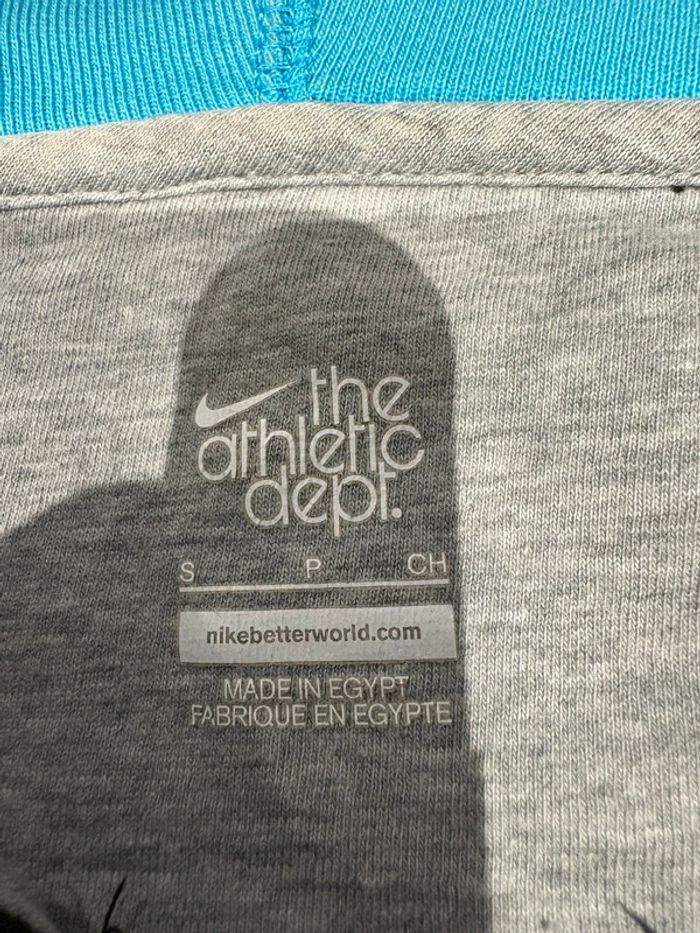 the
athletic
dept.
S P CH
nikebetterworld.com
MADE IN EGYPT
FABRIQUE EN EGYPTE